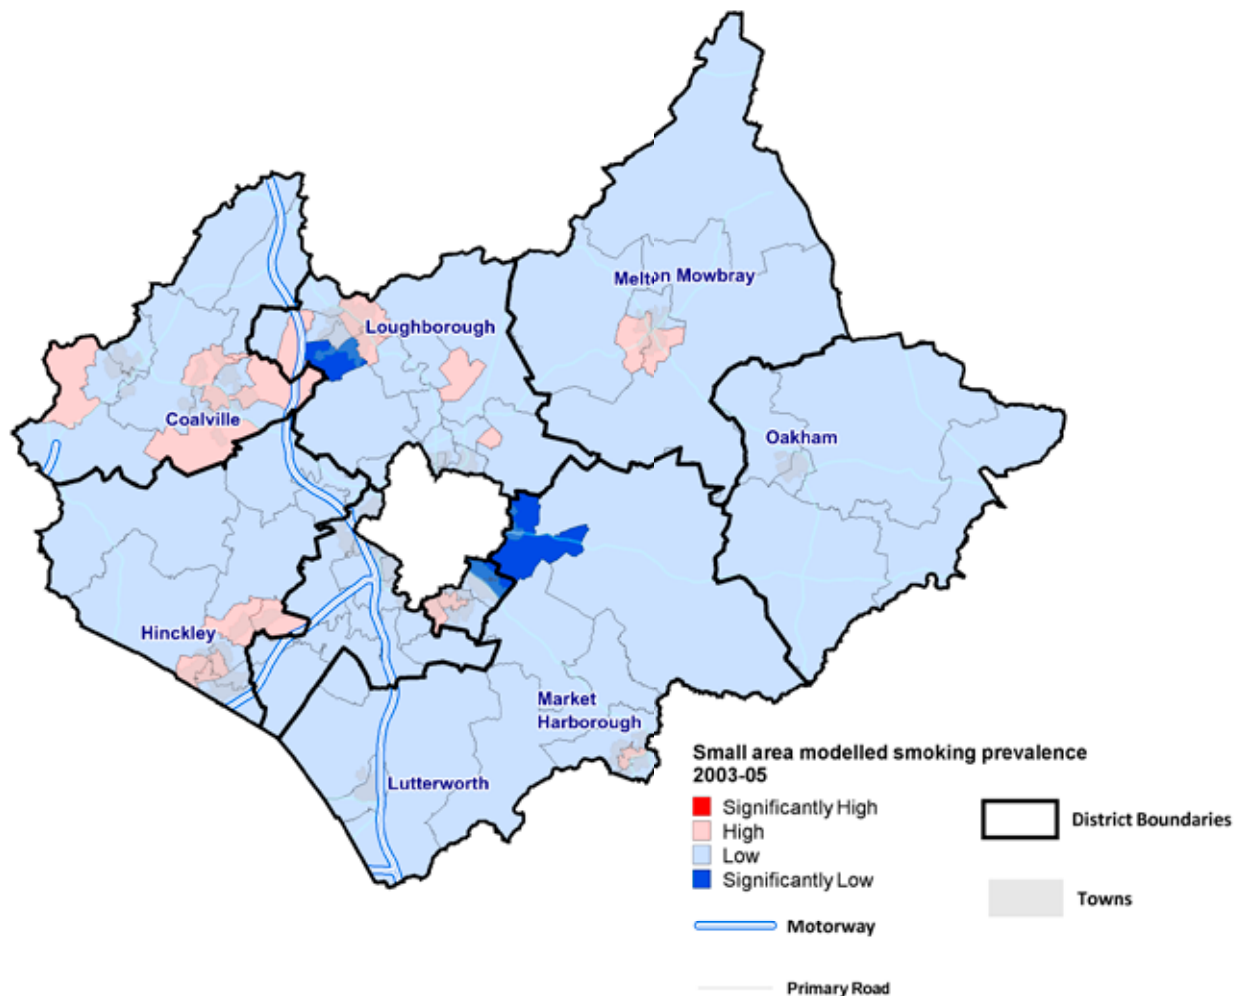 Melton Mowbray
Loughborough
Coalville
Oakham
Hinckley
Market
Harborough
Lutterworth
Small area modelled smoking prevalence
2003-05
Significantly High
High
Low
Significantly Low
Motorway
Primary Road
District Boundaries
Towns